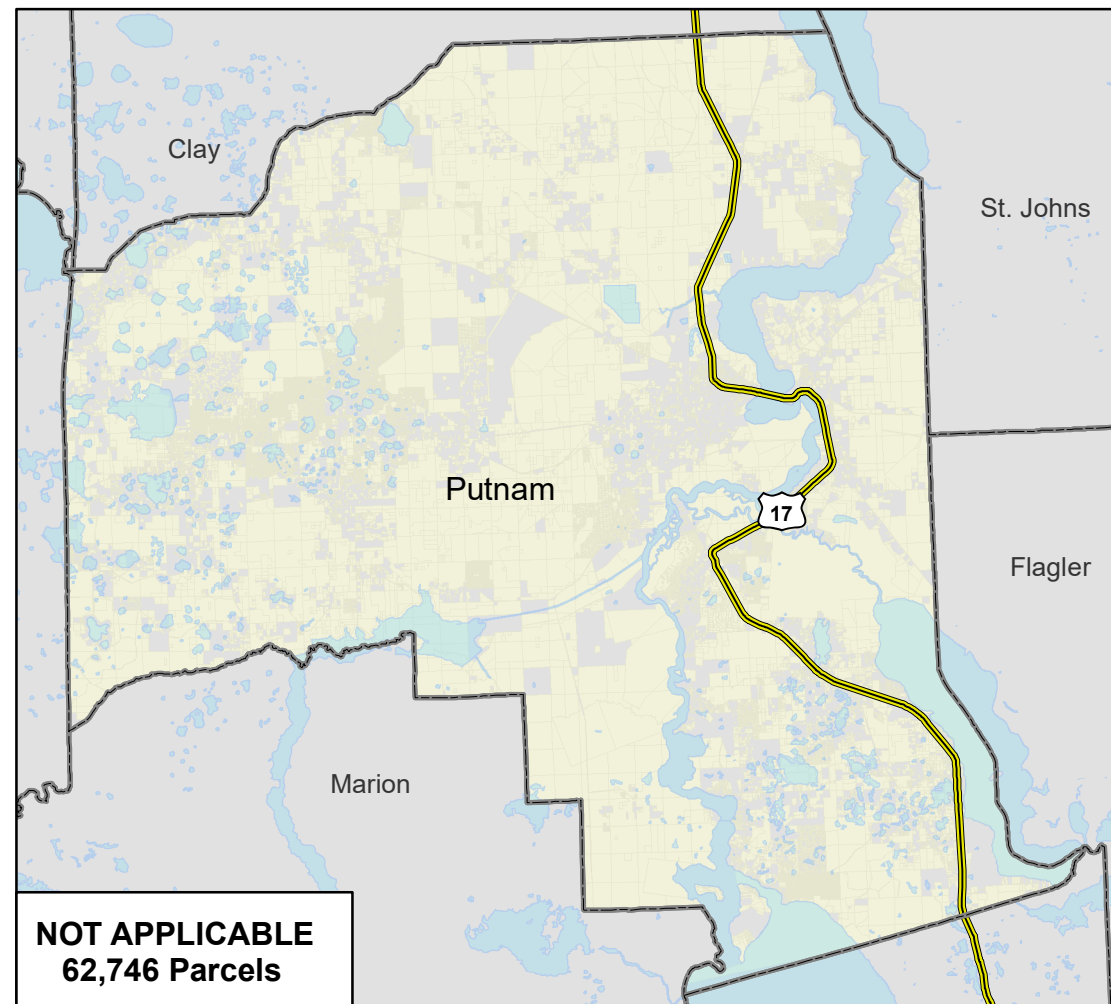 Clay
St. Johns
Putnam
17
Flagler
Marion
NOT APPLICABLE
62,746 Parcels